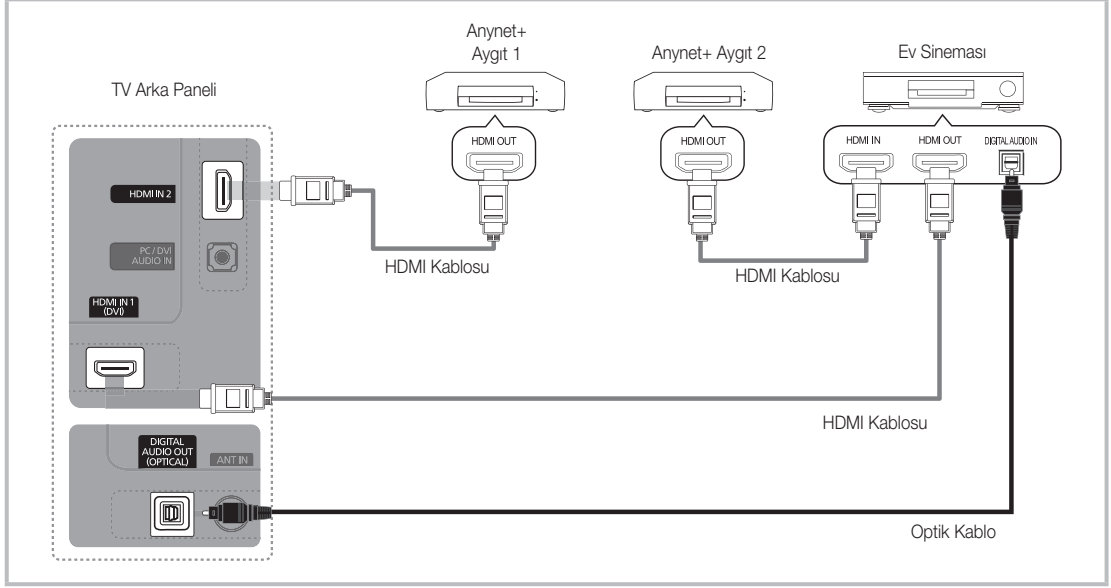 Anynet+
Aygıt 1
Anynet+ Aygıt 2
Ev Sineması
TV Arka Paneli
HDMI OUT
HDMI OUT
HDMI IN
HDMI OUT
DIGITAL AUDIO IN
HDMI IN 2
PC / DVI
AUDIO IN
HDMI IN 1
(DVI)
HDMI Kablosu
HDMI Kablosu
HDMI Kablosu
DIGITAL
AUDIO OUT
(OPTICAL)
ANT IN
Optik Kablo